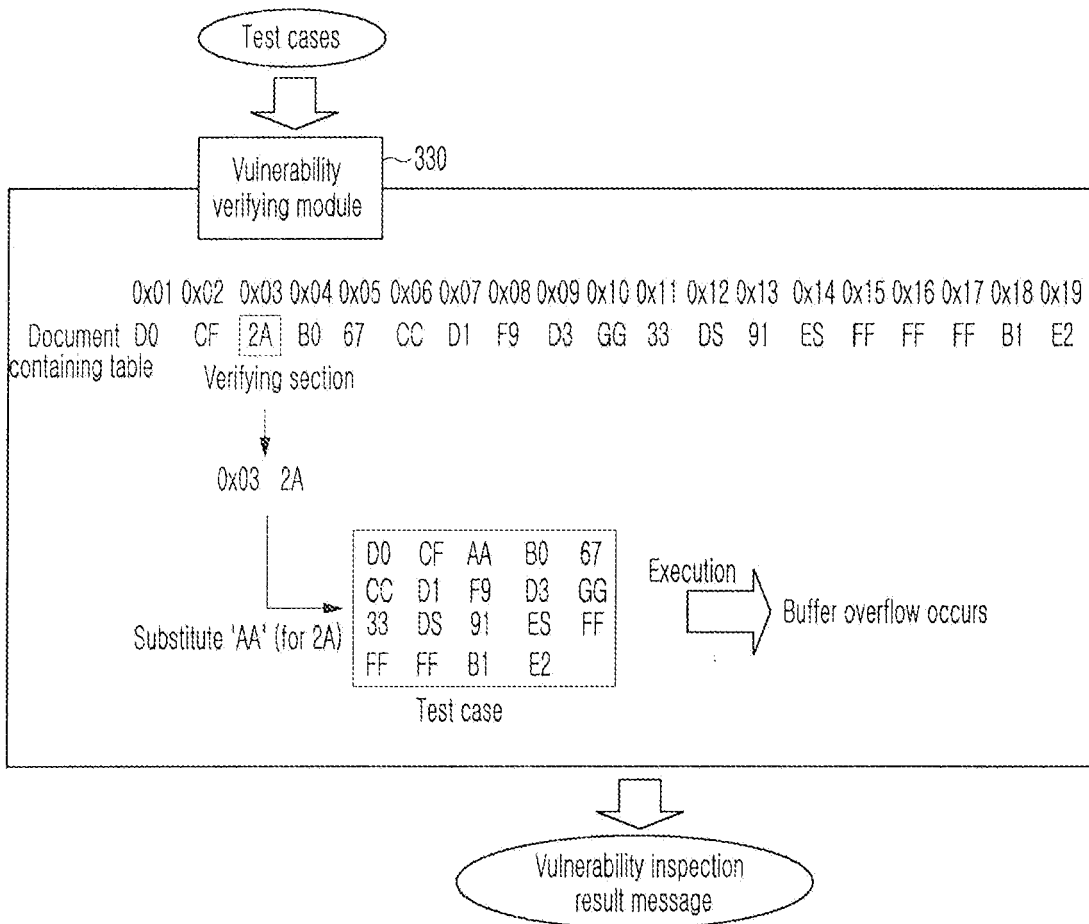 Test cases
Vulnerability
verifying module
330
0x01 0x02 0x03 0x04 0x05 0x06 0x07 0x08 0x09 0x10 0x11 0x12 0x13 0x14 0x15 0x16 0x17 0x18 0x19
Document D0 CF 2A B0 67 CC D1 F9 D3 GG 33 DS 91 ES FF FF FF B1 E2
containing table
Verifying section
0x03 2A
D0 CF AA B0 67
CC D1 F9 D3 GG
33 DS 91 ES FF
FF FF B1 E2
Substitute 'AA' (for 2A)
Test case
Execution
Buffer overflow occurs
Vulnerability inspection
result message